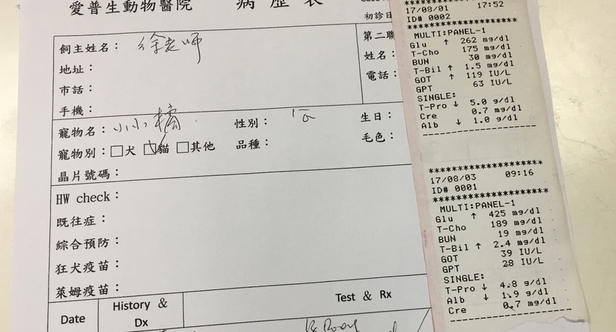 愛普生動物醫院 病歷表
初診日
飼主姓名： 徐老師
第二聯
地址：
姓名：
市話：
電話：
手機：
寵物名： 小小橘 性別： 生日：
寵物別： □犬 □貓 □其他 品種： 毛色：
晶片號碼：
HW check：
既往症：
綜合預防：
狂犬疫苗：
萊姆疫苗：
Date History & Dx Test & Rx
17/08/01 17:52
ID# 0002
********************
MULTI:PANEL-1
Glu ↑ 262 mg/dl
T-Cho 175 mg/dl
BUN 30 mg/dl
T-Bil ↑ 1.5 mg/dl
GOT ↑ 119 IU/L
GPT 63 IU/L
SINGLE:
T-Pro ↓ 5.0 g/dl
Cre 0.7 mg/dl
Alb ↓ 1.0 g/dl
********************
17/08/03 09:16
ID# 0001
********************
MULTI:PANEL-1
Glu ↑ 425 mg/dl
T-Cho 189 mg/dl
BUN 19 mg/dl
T-Bil ↑ 2.4 mg/dl
GOT 39 IU/L
GPT 28 IU/L
SINGLE:
T-Pro ↓ 4.8 g/dl
Alb ↓ 1.9 g/dl
Cre 0.7 mg/dl